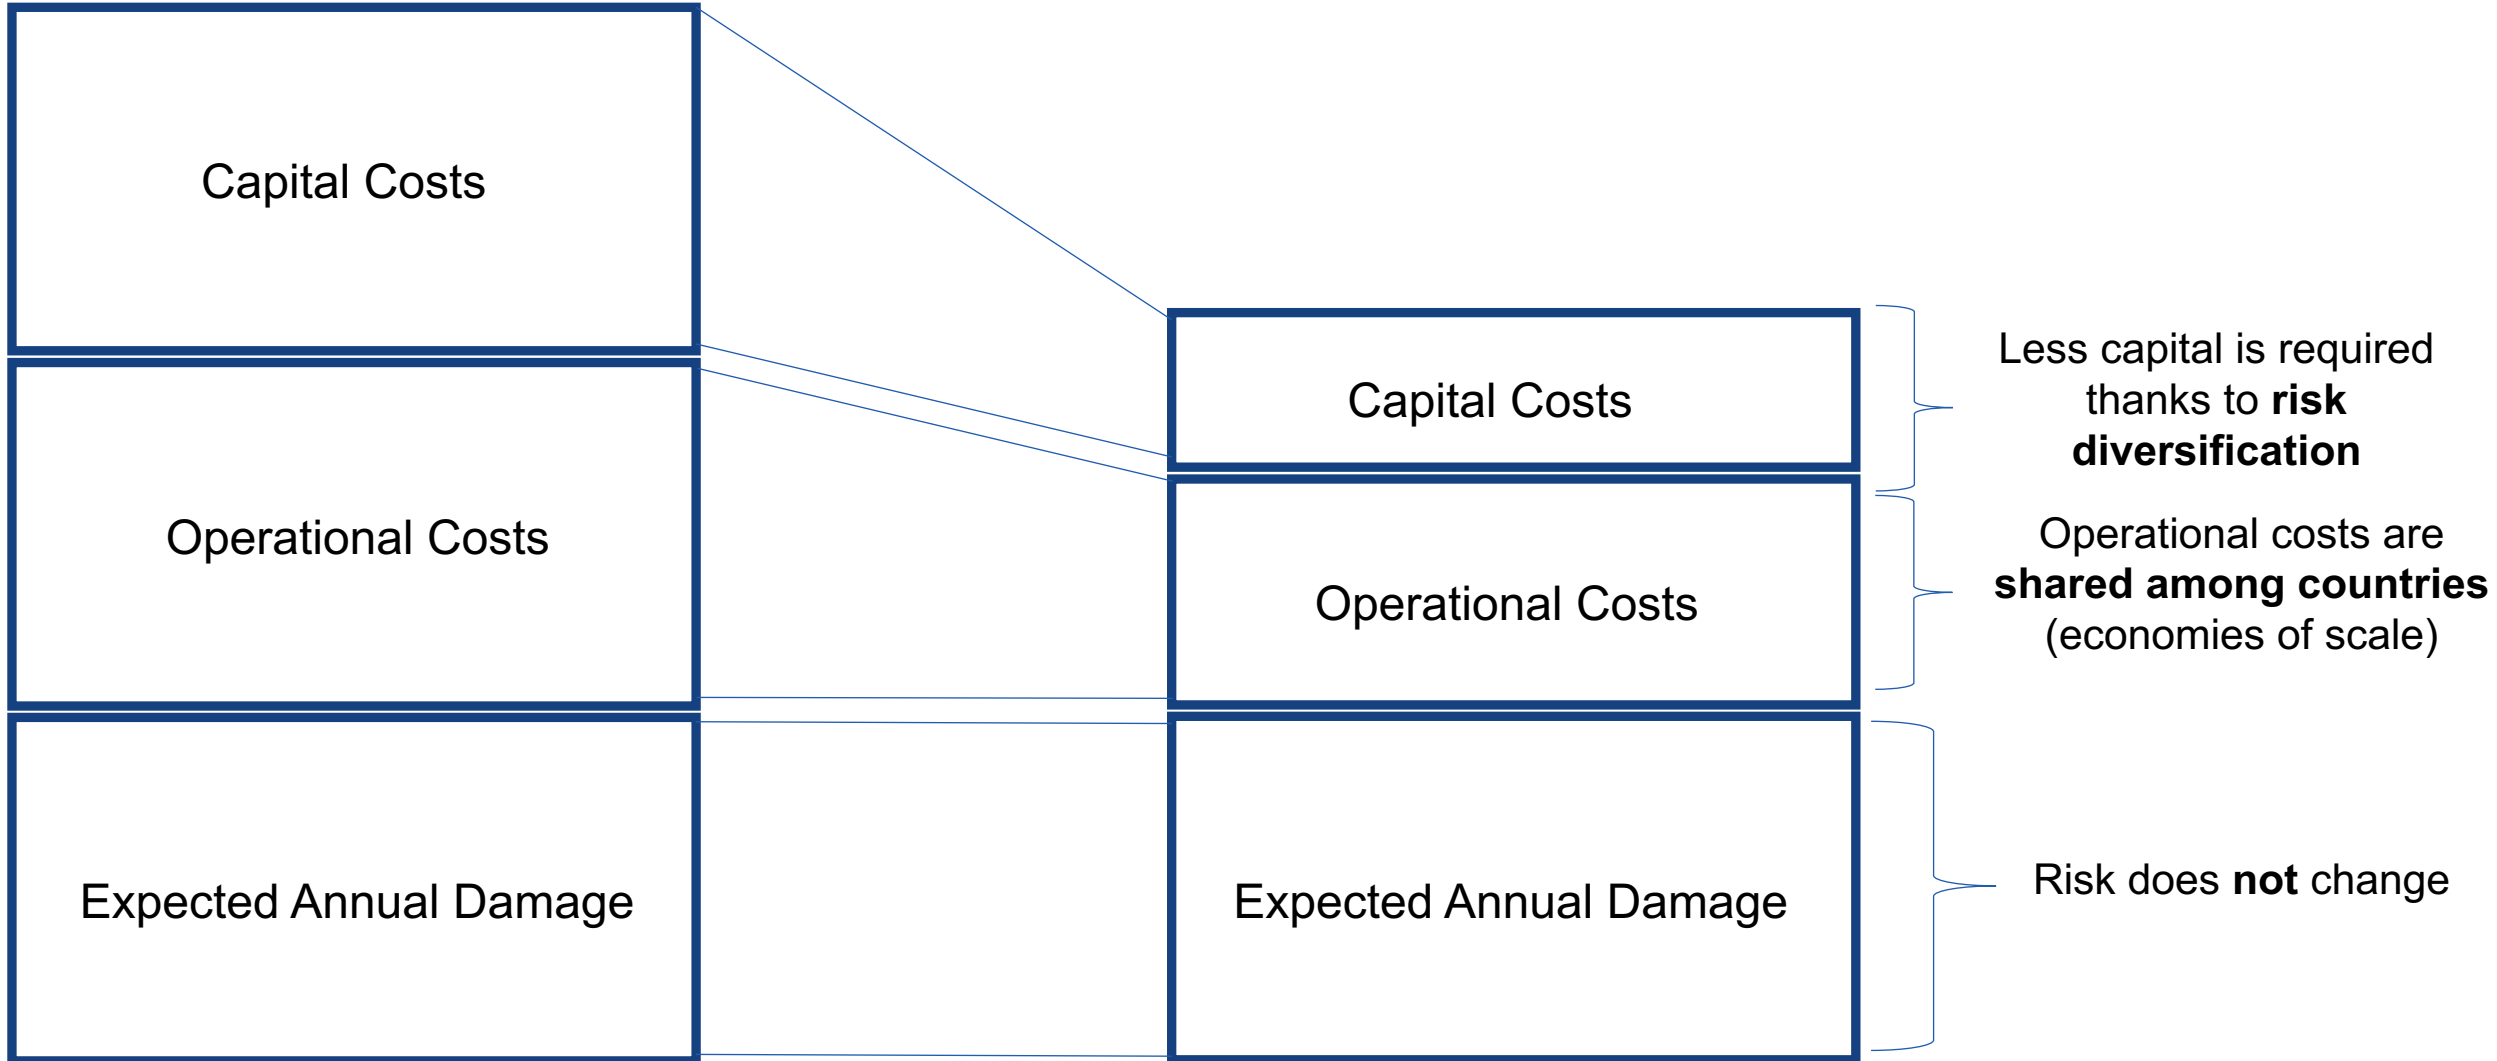 Capital Costs
Operational Costs
Expected Annual Damage
Capital Costs
Operational Costs
Expected Annual Damage
Less capital is required
thanks to risk
diversification
Operational costs are
shared among countries
(economies of scale)
Risk does not change